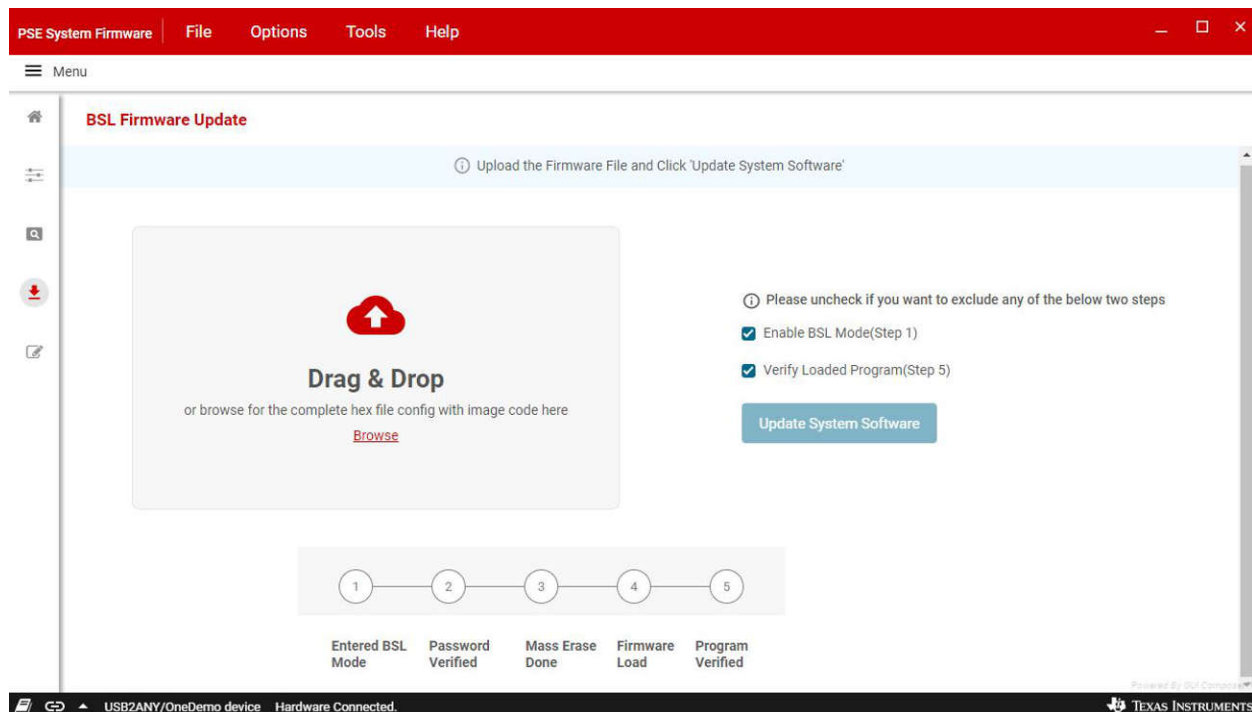 PSE System Firmware File Options Tools Help
Menu
BSL Firmware Update
Upload the Firmware File and Click 'Update System Software'
Please uncheck if you want to exclude any of the below two steps
Enable BSL Mode(Step 1)
Verify Loaded Program(Step 5)
Update System Software
Drag & Drop
or browse for the complete hex file config with image code here
Browse
1 2 3 4 5
Entered BSL Mode
Password Verified
Mass Erase Done
Firmware Load
Program Verified
Powered By GUI Composer
USB2ANY/OneDemo device Hardware Connected.
TEXAS INSTRUMENTS